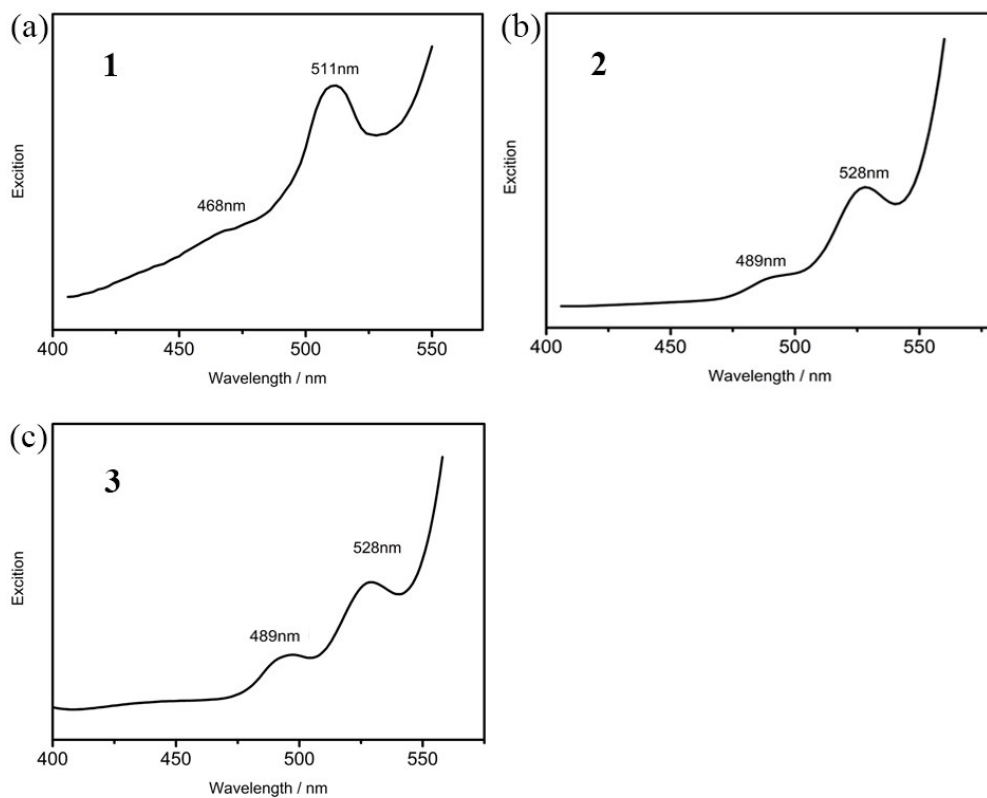 (a)
1
511nm
468nm
Excition
400 450 500 550
Wavelength / nm
(b)
2
528nm
489nm
Excition
400 450 500 550
Wavelength / nm
(c)
3
528nm
489nm
Excition
400 450 500 550
Wavelength / nm